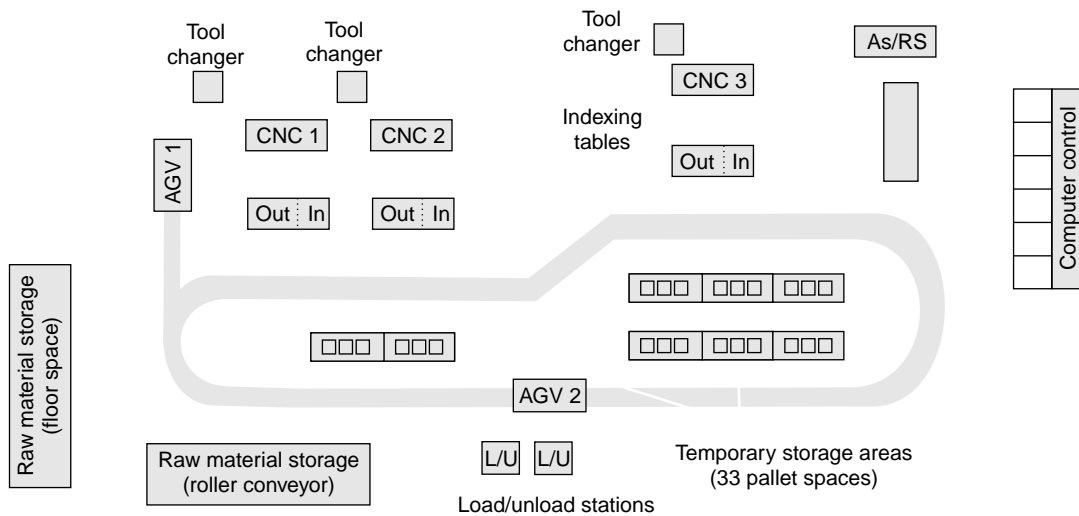 Tool
changer
Tool
changer
Tool
changer
As/RS
CNC 3
CNC 1
CNC 2
Indexing
tables
AGV 1
Out In
Out In
Out In
Computer control
Raw material storage
(floor space)
AGV 2
Raw material storage
(roller conveyor)
L/U
L/U
Load/unload stations
Temporary storage areas
(33 pallet spaces)